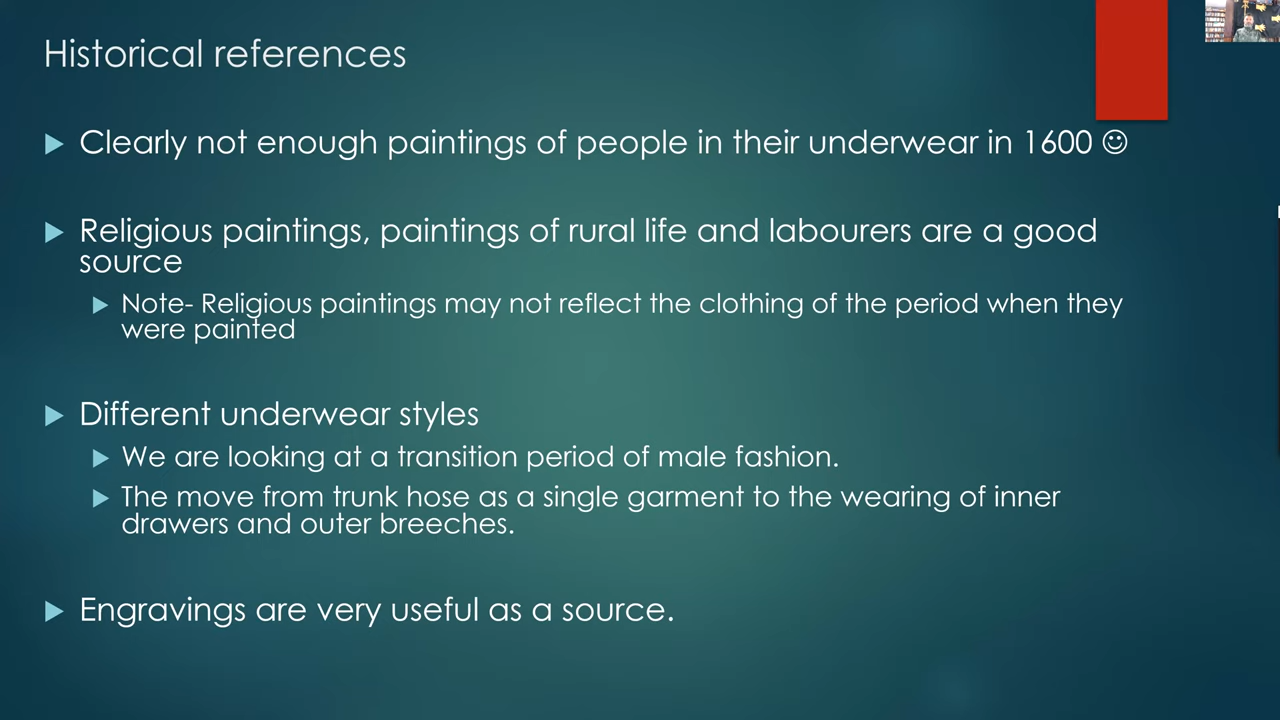 Historical references
Clearly not enough paintings of people in their underwear in 1600 ☺
Religious paintings, paintings of rural life and labourers are a good
source
Note- Religious paintings may not reflect the clothing of the period when they
were painted
Different underwear styles
We are looking at a transition period of male fashion.
The move from trunk hose as a single garment to the wearing of inner
drawers and outer breeches.
Engravings are very useful as a source.